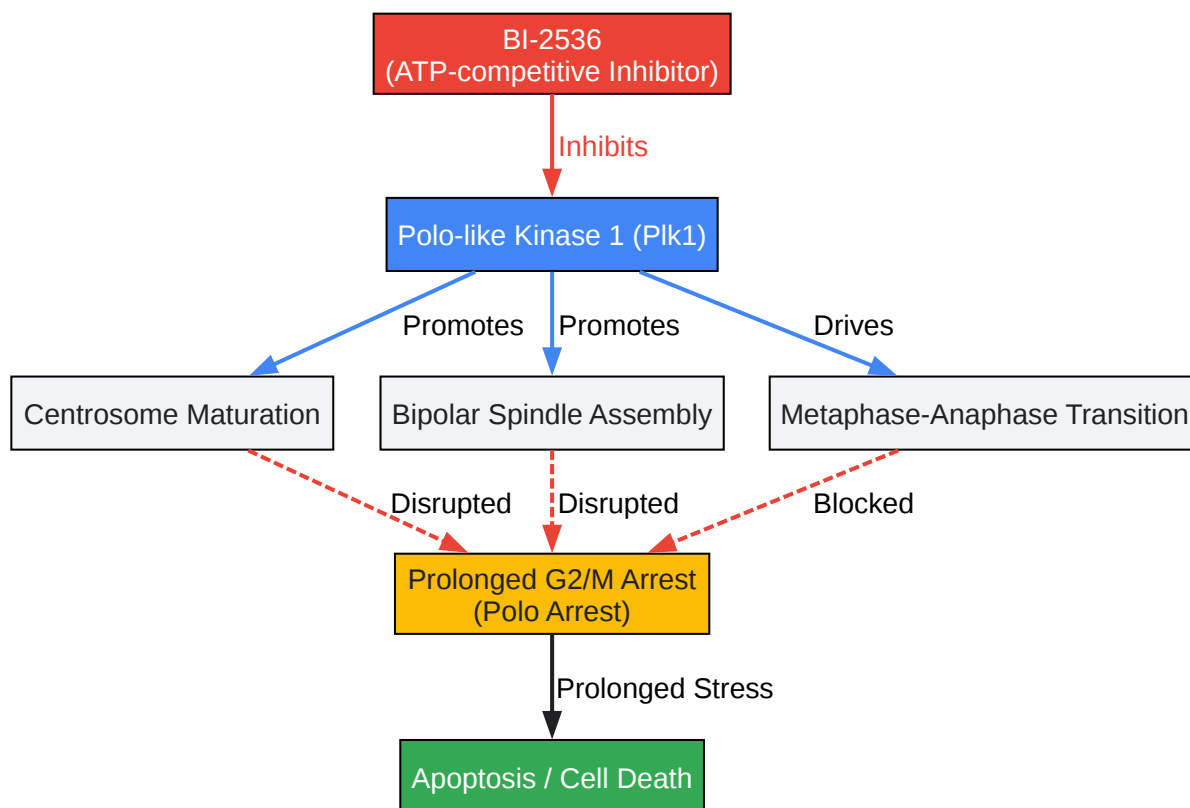 BI-2536
(ATP-competitive Inhibitor)
Inhibits
Polo-like Kinase 1 (Plk1)
Promotes
Promotes
Drives
Centrosome Maturation
Bipolar Spindle Assembly
Metaphase-Anaphase Transition
Disrupted
Disrupted
Blocked
Prolonged G2/M Arrest
(Polo Arrest)
Prolonged Stress
Apoptosis / Cell Death